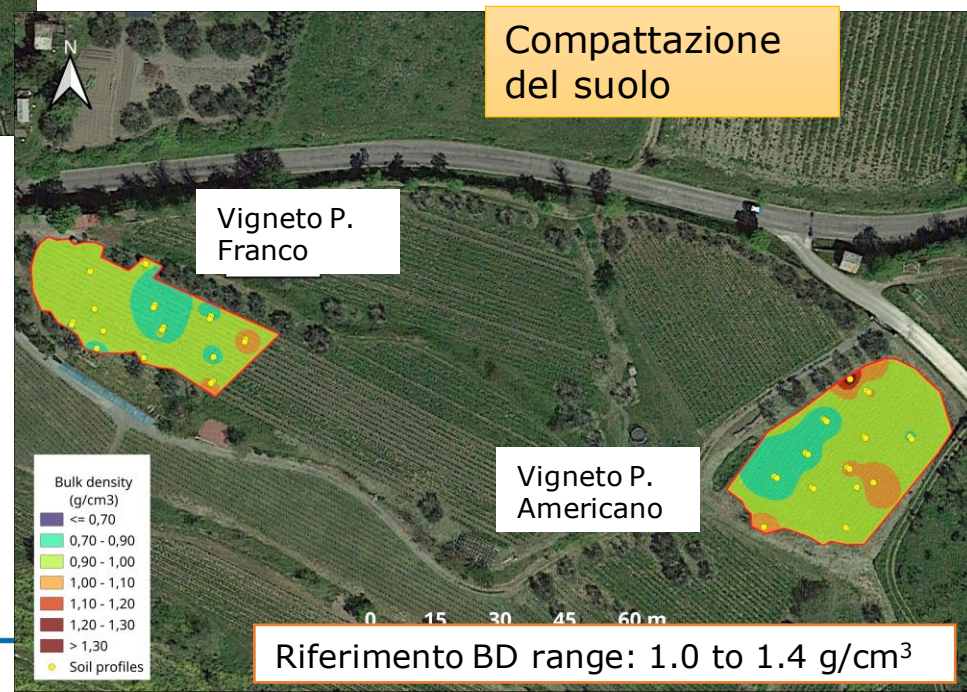 N
Compattazione
del suolo
Vigneto P.
Franco
Vigneto P.
Americano
Bulk density
(g/cm3)
<= 0,70
0,70 - 0,90
0,90 - 1,00
1,00 - 1,10
1,10 - 1,20
1,20 - 1,30
> 1,30
Soil profiles
0 15 30 45 60 m
Riferimento BD range: 1.0 to 1.4 g/cm³